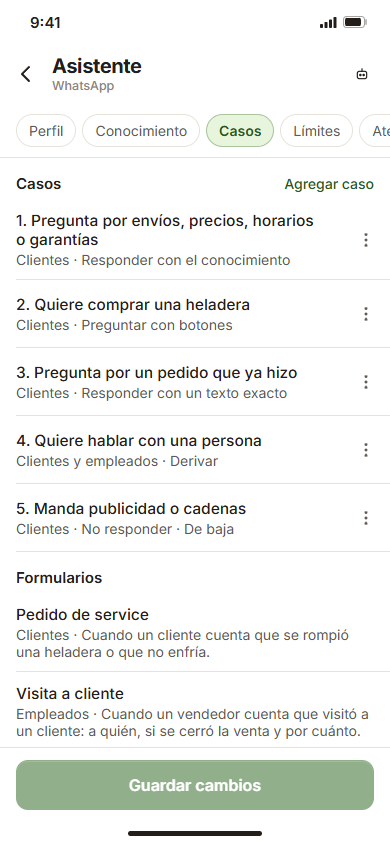 9:41
Asistente
WhatsApp
Perfil
Conocimiento
Casos
Límites
Casos
Agregar caso
1. Pregunta por envíos, precios, horarios
o garantías
Clientes · Responder con el conocimiento
2. Quiere comprar una heladera
Clientes · Preguntar con botones
3. Pregunta por un pedido que ya hizo
Clientes · Responder con un texto exacto
4. Quiere hablar con una persona
Clientes y empleados · Derivar
5. Manda publicidad o cadenas
Clientes · No responder · De baja
Formularios
Pedido de service
Clientes · Cuando un cliente cuenta que se rompió
una heladera o que no enfría.
Visita a cliente
Empleados · Cuando un vendedor cuenta que visitó a
un cliente: a quién, si se cerró la venta y por cuánto.
Guardar cambios